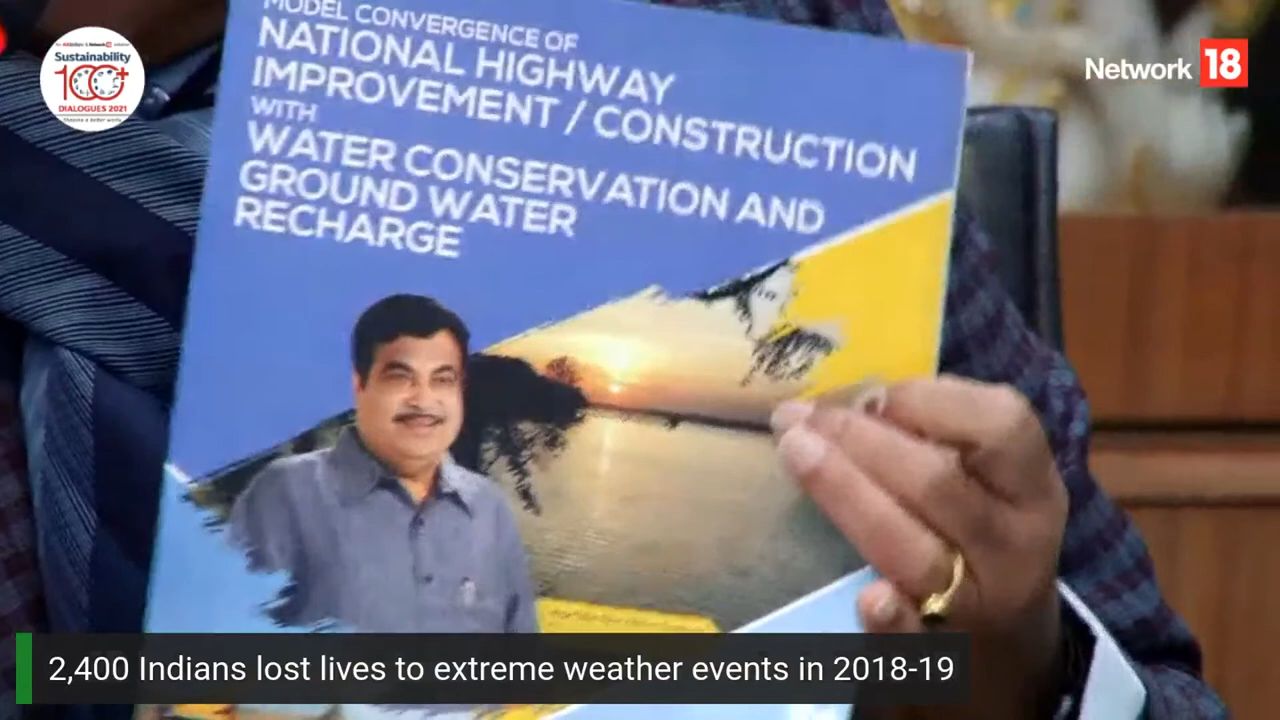 Sustainability
100+
DIALOGUES 2021
Network 18
MODEL CONVERGENCE OF
NATIONAL HIGHWAY
IMPROVEMENT / CONSTRUCTION
WITH
WATER CONSERVATION AND
GROUND WATER
RECHARGE
2,400 Indians lost lives to extreme weather events in 2018-19